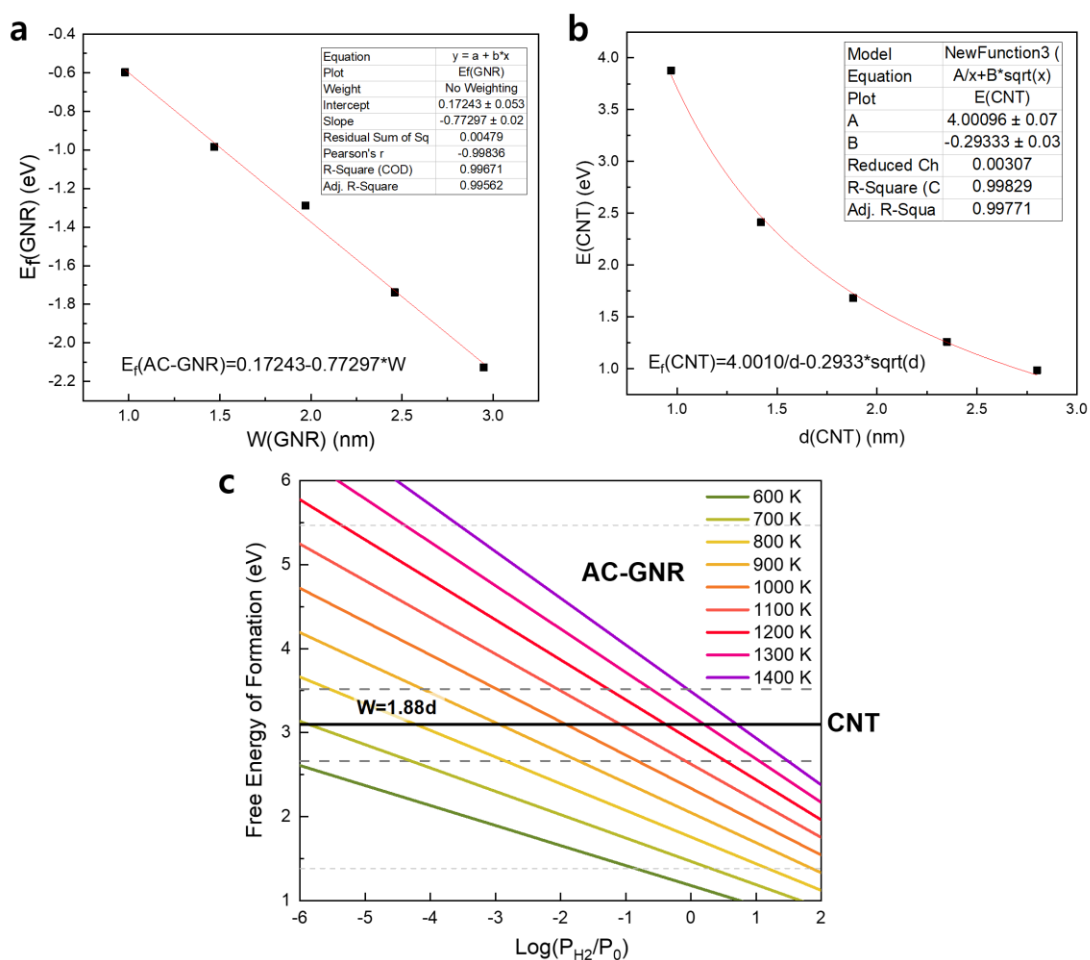 a
-0.4
-0.6
-0.8
-1.0
-1.2
-1.4
-1.6
-1.8
-2.0
-2.2
Ef(GNR) (eV)
Equation y = a + b*x
Plot Ef(GNR)
Weight No Weighting
Intercept 0.17243 ± 0.053
Slope -0.77297 ± 0.02
Residual Sum of Sq 0.00479
Pearson's r -0.99836
R-Square (COD) 0.99671
Adj. R-Square 0.99562
Ef(AC-GNR)=0.17243-0.77297*W
1.0 1.5 2.0 2.5 3.0
W(GNR) (nm)
b
4.0
3.5
3.0
2.5
2.0
1.5
1.0
E(CNT) (eV)
Model NewFunction3 (
Equation A/x+B*sqrt(x)
Plot E(CNT)
A 4.00096 ± 0.07
B -0.29333 ± 0.03
Reduced Ch 0.00307
R-Square (C 0.99829
Adj. R-Squa 0.99771
Ef(CNT)=4.0010/d-0.2933*sqrt(d)
1.0 1.5 2.0 2.5 3.0
d(CNT) (nm)
c
6
5
4
3
2
1
Free Energy of Formation (eV)
AC-GNR
600 K
700 K
800 K
900 K
1000 K
1100 K
1200 K
1300 K
1400 K
W=1.88d
CNT
-6 -5 -4 -3 -2 -1 0 1 2
Log(PH2/P0)